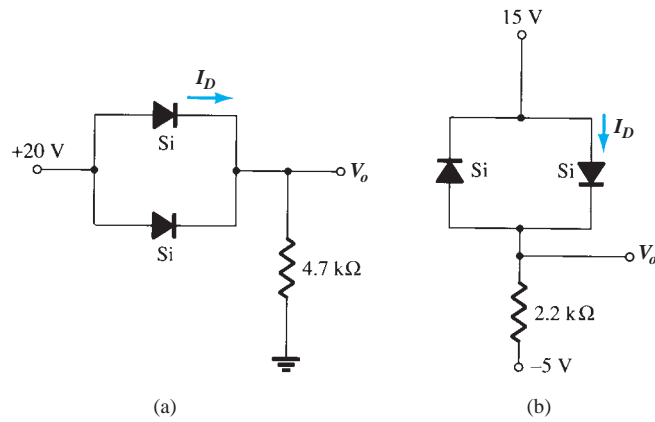 I_D
Si
+20 V
V_o
Si
4.7 kΩ
(a)
15 V
I_D
Si
Si
V_o
2.2 kΩ
–5 V
(b)